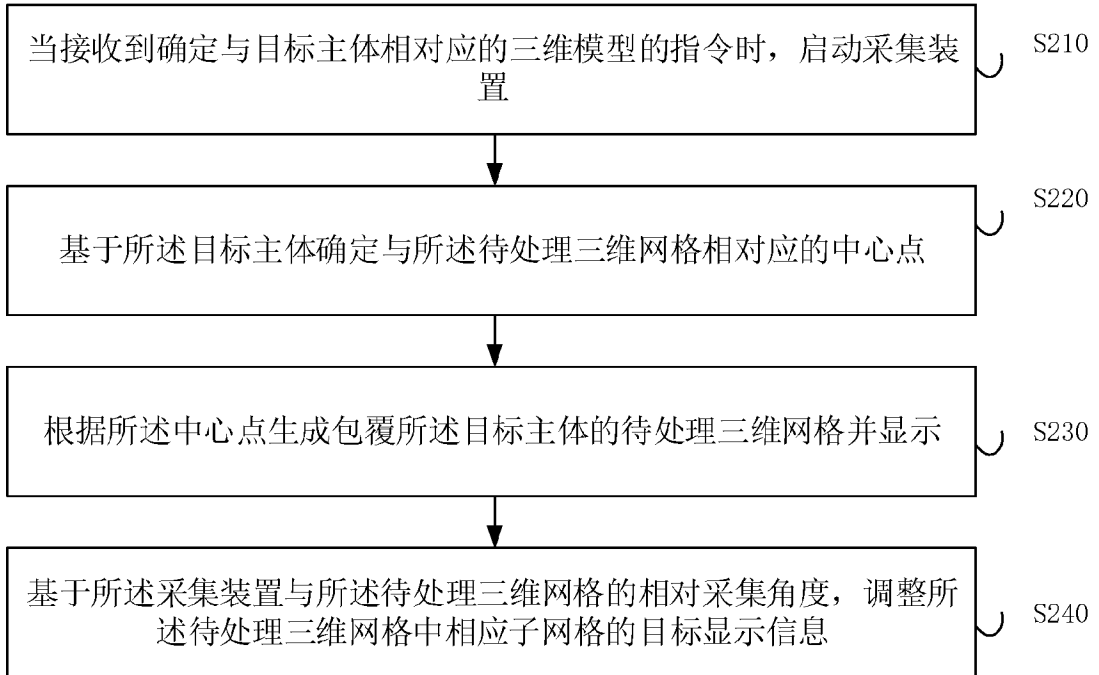 当接收到确定与目标主体相对应的三维模型的指令时，启动采集装
置
S210
基于所述目标主体确定与所述待处理三维网格相对应的中心点
S220
根据所述中心点生成包覆所述目标主体的待处理三维网格并显示
S230
基于所述采集装置与所述待处理三维网格的相对采集角度，调整所
述待处理三维网格中相应子网格的目标显示信息
S240